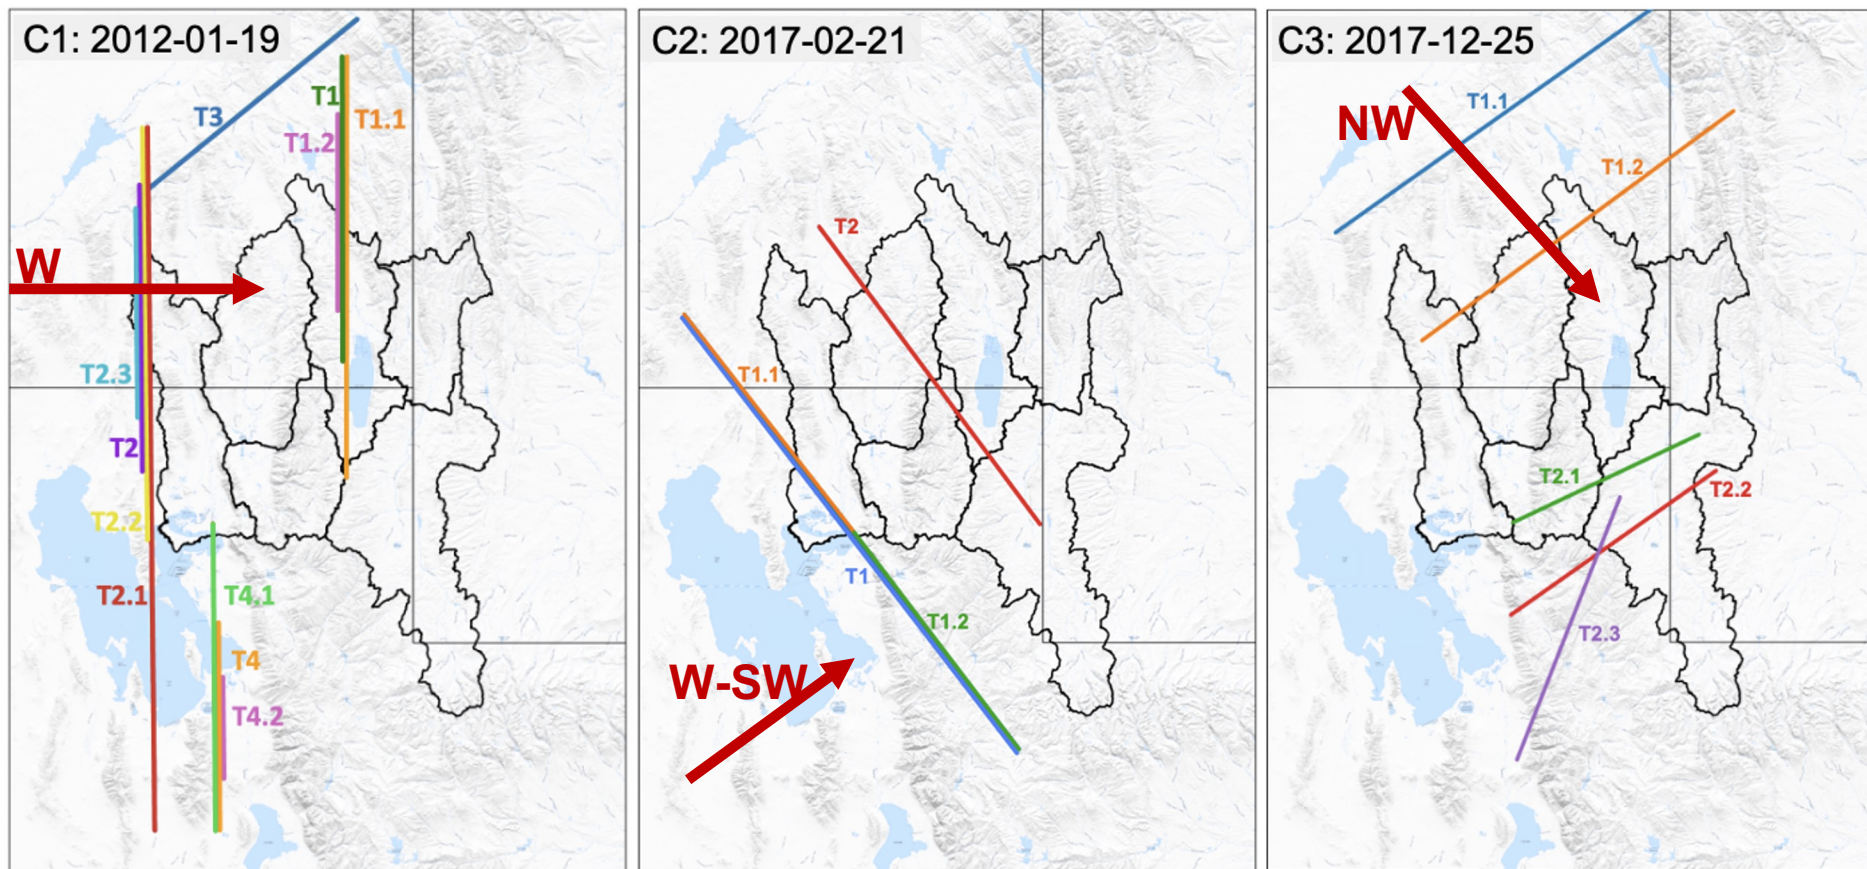 C1: 2012-01-19
T3
T1
T1.1
T1.2
W
T2.3
T2
T2.2
T2.1
T4.1
T4
T4.2
C2: 2017-02-21
T2
T1.1
T1
T1.2
W-SW
C3: 2017-12-25
T1.1
NW
T1.2
T2.1
T2.2
T2.3